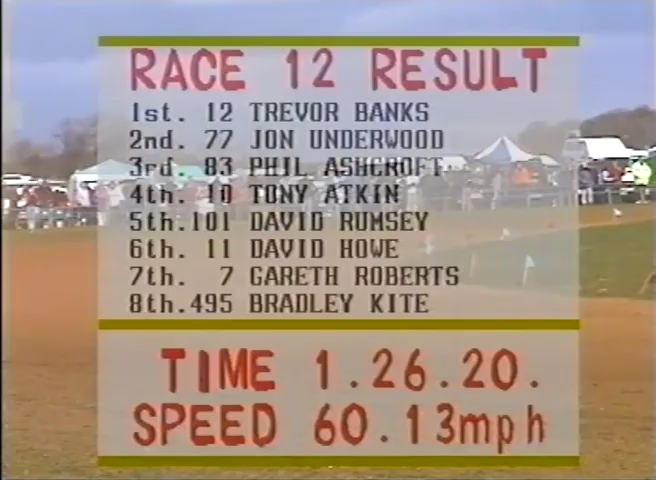 RACE 12 RESULT
1st. 12 TREVOR BANKS
2nd. 77 JON UNDERWOOD
3rd. 83 PHIL ASHCROFT
4th. 10 TONY ATKIN
5th.101 DAVID RUMSEY
6th. 11 DAVID HOWE
7th. 7 GARETH ROBERTS
8th.495 BRADLEY KITE
TIME 1.26.20.
SPEED 60.13mph